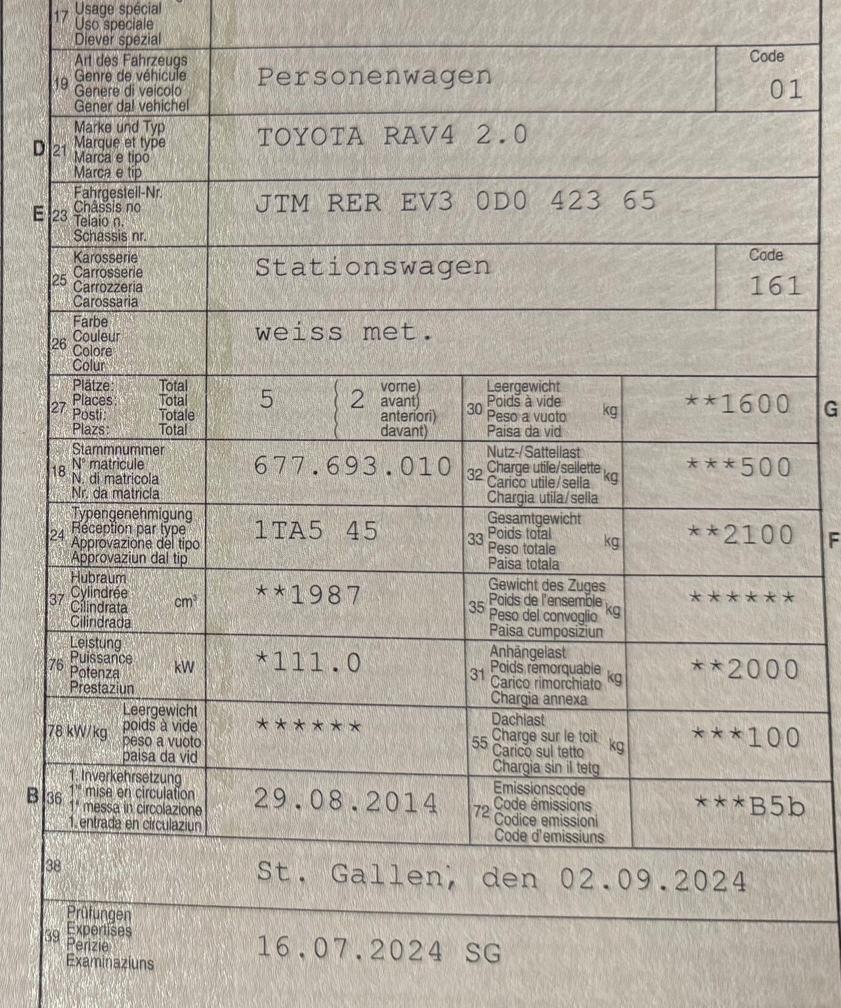 17 Usage spécial
Uso speciale
Diever spezial
19 Art des Fahrzeugs
Genre de véhicule
Genere di veicolo
Gener dal vehichel
Personenwagen
Code
01
D 21 Marke und Typ
Marque et type
Marca e tipo
Marca e tip
TOYOTA RAV4 2.0
E 23 Fahrgestell-Nr.
Châssis no
Telaio n.
Schassis nr.
JTM RER EV3 0D0 423 65
25 Karosserie
Carrosserie
Carrozzeria
Carossaria
Stationswagen
Code
161
26 Farbe
Couleur
Colore
Colur
weiss met.
27 Plätze: Total
Places: Total
Posti: Totale
Plazs: Total
5 ( 2 vorne)
( avant)
( anteriori)
( davant)
30 Leergewicht
Poids à vide
Peso a vuoto
Paisa da vid
kg **1600 G
18 Stammnummer
N° matricule
N. di matricola
Nr. da matricla
677.693.010
32 Nutz-/Sattellast
Charge utile/sellette
Carico utile/sella
Chargia utila/sella
kg ***500
24 Typengenehmigung
Réception par type
Approvazione del tipo
Approvaziun dal tip
1TA5 45
33 Gesamtgewicht
Poids total
Peso totale
Paisa totala
kg **2100 F
37 Hubraum
Cylindrée
Cilindrata
Cilindrada
cm³ **1987
35 Gewicht des Zuges
Poids de l'ensemble
Peso del convoglio
Paisa cumposiziun
kg ******
76 Leistung
Puissance
Potenza
Prestaziun
kW *111.0
31 Anhängelast
Poids remorquable
Carico rimorchiato
Chargia annexa
kg **2000
78 kW/kg Leergewicht
poids à vide
peso a vuoto
paisa da vid
******
55 Dachlast
Charge sur le toit
Carico sul tetto
Chargia sin il tetg
kg ***100
B 36 1. Inverkehrsetzung
1re mise en circulation
1a messa in circolazione
1. entrada en circulaziun
29.08.2014
72 Emissionscode
Code émissions
Codice emissioni
Code d'emissiuns
***B5b
38 St. Gallen, den 02.09.2024
39 Prüfungen
Expertises
Perizie
Examinaziuns
16.07.2024 SG